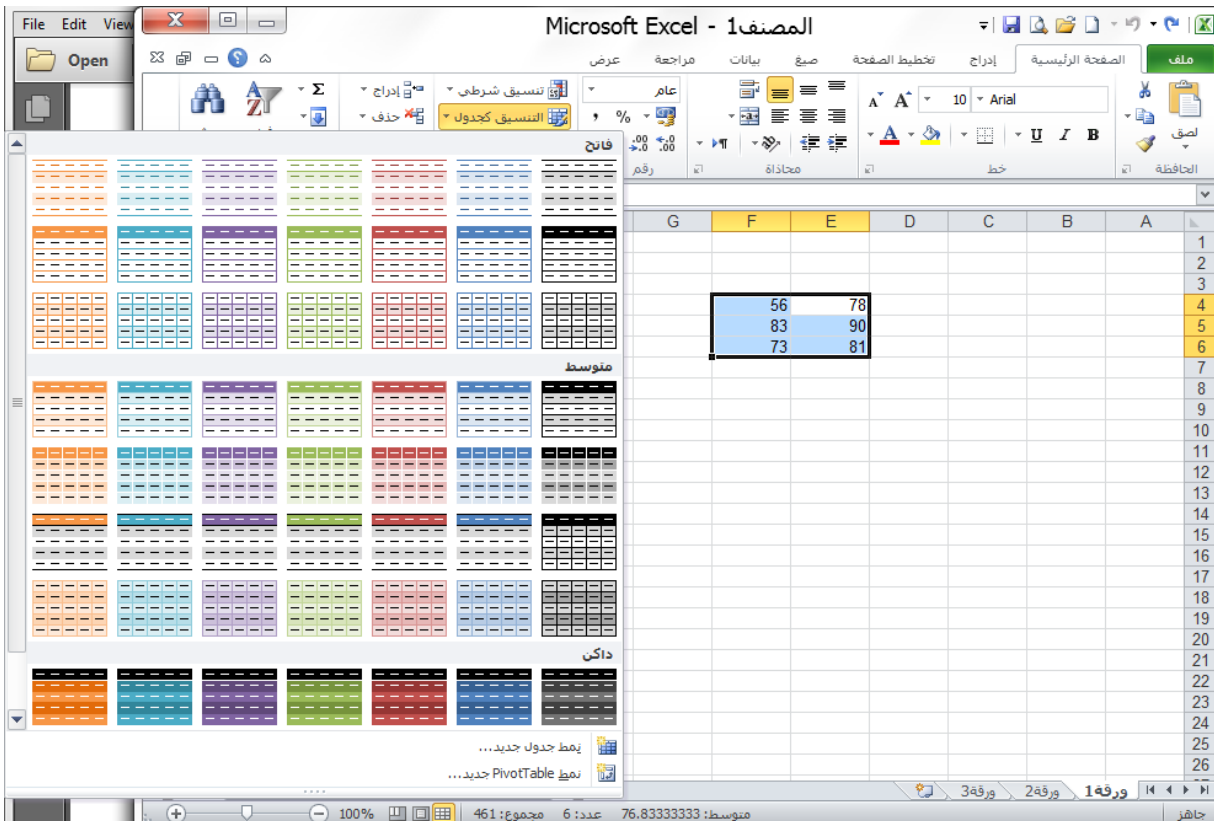 File Edit View
Open
المصنف1 - Microsoft Excel
ملف الصفحة الرئيسية إدراج تخطيط الصفحة صيغ بيانات مراجعة عرض
لصق
Arial 10
B I U
عام
%
تنسيق شرطي
التنسيق كجدول
إدراج
حذف
Σ
الحافظة خط محاذاة رقم
A B C D E F G
1
2
3
4 78 56
5 90 83
6 81 73
7
8
9
10
11
12
13
14
15
16
17
18
19
20
21
22
23
24
25
26
فاتح
متوسط
داكن
نمط جدول جديد...
نمط PivotTable جديد...
ورقة1 ورقة2 ورقة3
جاهز
متوسط: 76.83333333 عدد: 6 مجموع: 461 100%